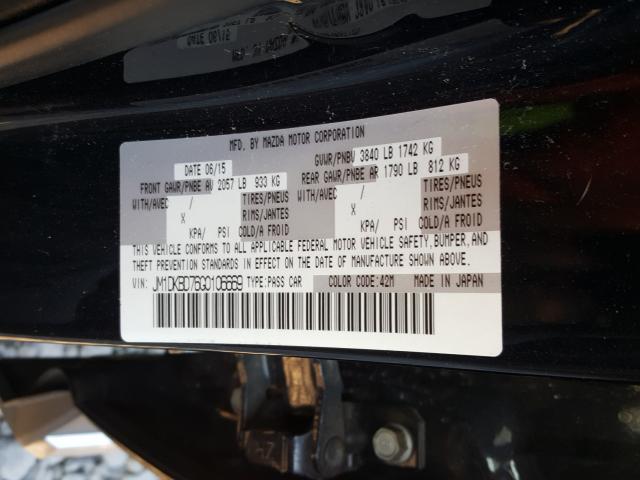 MFD. BY MAZDA MOTOR CORPORATION
DATE 06/15 GVWR/PNBV 3840 LB 1742 KG
FRONT GAWR/PNBE AV 2057 LB 933 KG REAR GAWR/PNBE AR 1790 LB 812 KG
WITH/AVEC / TIRES/PNEUS WITH/AVEC / TIRES/PNEUS
X RIMS/JANTES X RIMS/JANTES
KPA/ PSI COLD/A FROID KPA/ PSI COLD/A FROID
THIS VEHICLE CONFORMS TO ALL APPLICABLE FEDERAL MOTOR VEHICLE SAFETY, BUMPER, AND
THEFT PREVENTION STANDARDS IN EFFECT ON THE DATE OF MANUFACTURE SHOWN ABOVE.
VIN: JM1DKBD76G0106669 TYPE:PASS CAR COLOR CODE:42M MADE IN JAPAN